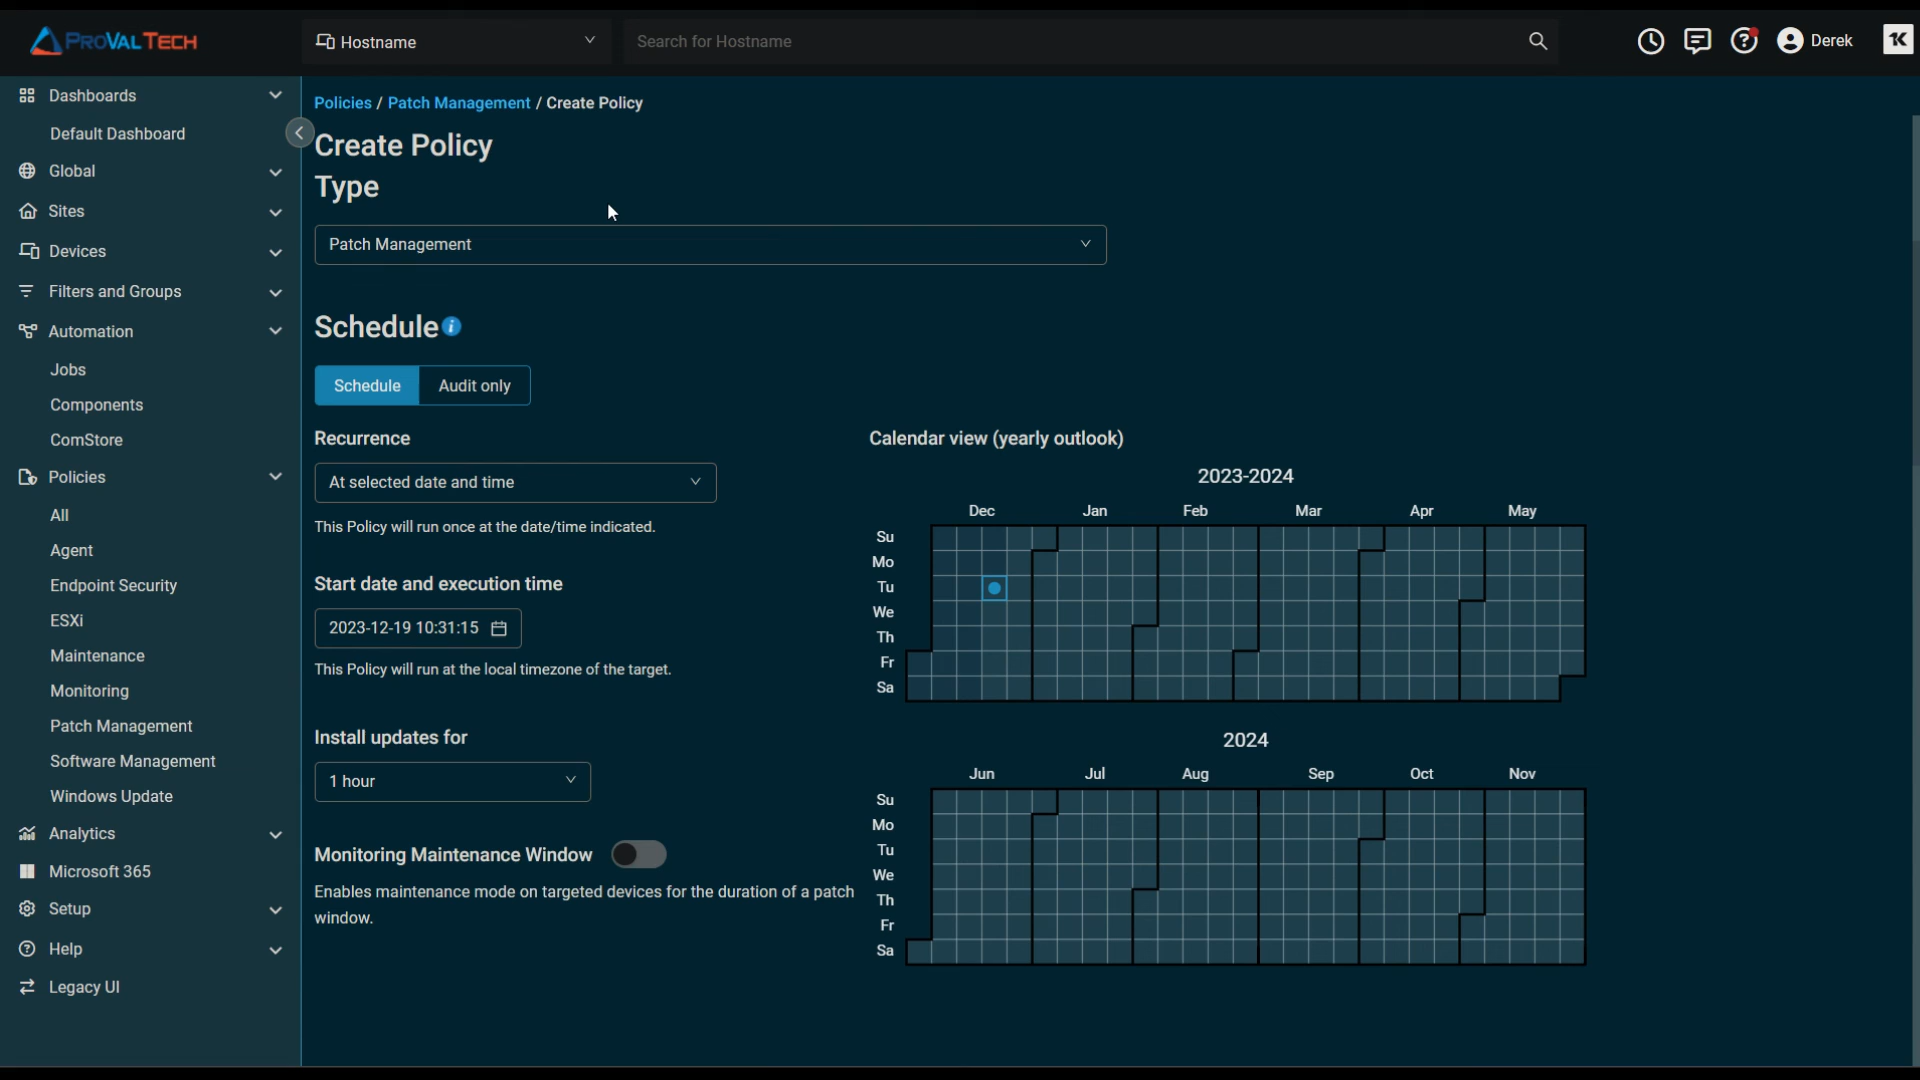 PROVALTECH
Hostname
Search for Hostname
Derek
K
Dashboards
Default Dashboard
Global
Sites
Devices
Filters and Groups
Automation
Jobs
Components
ComStore
Policies
All
Agent
Endpoint Security
ESXi
Maintenance
Monitoring
Patch Management
Software Management
Windows Update
Analytics
Microsoft 365
Setup
Help
Legacy UI
Policies / Patch Management / Create Policy
Create Policy
Type
Patch Management
Schedule
Schedule Audit only
Recurrence
At selected date and time
This Policy will run once at the date/time indicated.
Start date and execution time
2023-12-19 10:31:15
This Policy will run at the local timezone of the target.
Install updates for
1 hour
Monitoring Maintenance Window
Enables maintenance mode on targeted devices for the duration of a patch
window.
Calendar view (yearly outlook)
2023-2024
Dec Jan Feb Mar Apr May
Su
Mo
Tu
We
Th
Fr
Sa
2024
Jun Jul Aug Sep Oct Nov
Su
Mo
Tu
We
Th
Fr
Sa